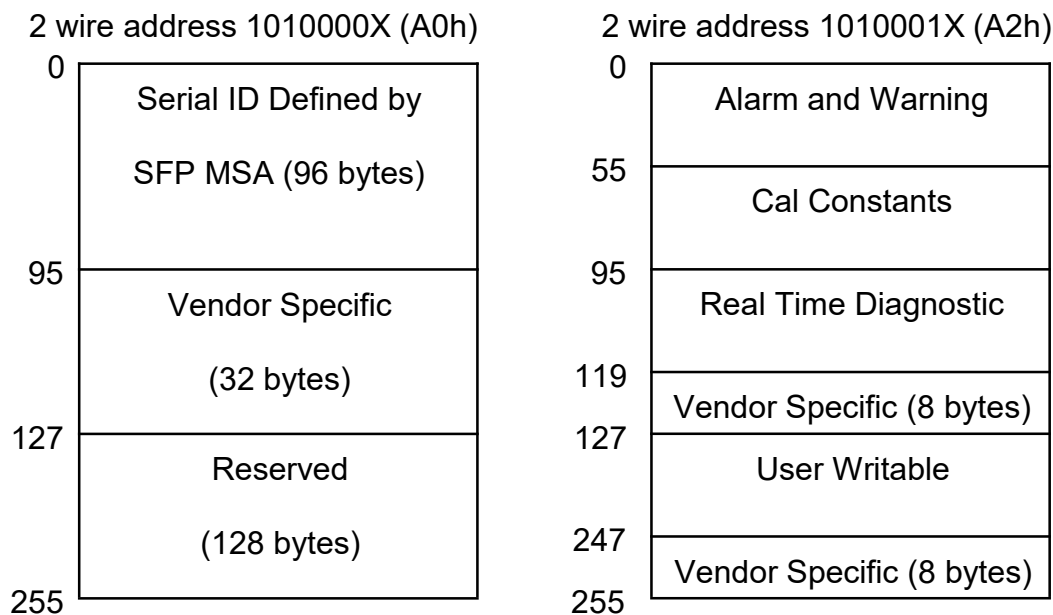 2 wire address 1010000X (A0h)
0
Serial ID Defined by
SFP MSA (96 bytes)
95
Vendor Specific
(32 bytes)
127
Reserved
(128 bytes)
255
2 wire address 1010001X (A2h)
0
Alarm and Warning
55
Cal Constants
95
Real Time Diagnostic
119
Vendor Specific (8 bytes)
127
User Writable
247
Vendor Specific (8 bytes)
255